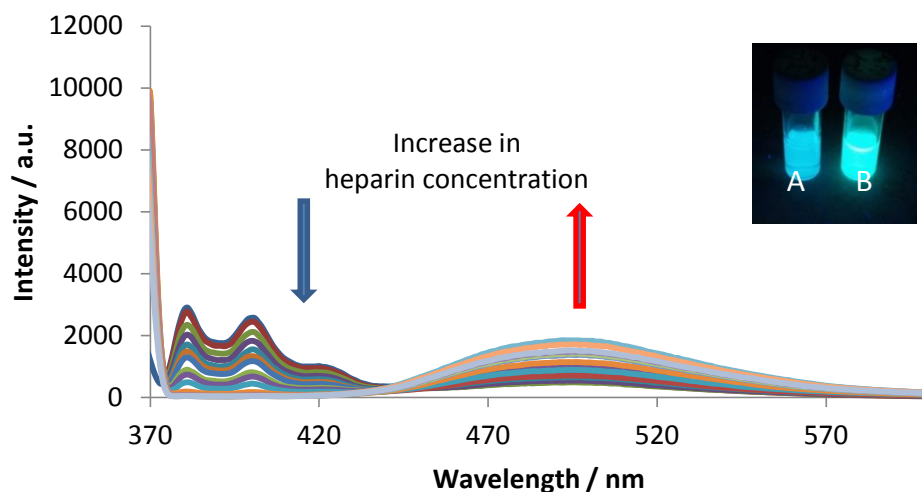 12000
10000
8000
6000
4000
2000
0
Intensity / a.u.
Increase in
heparin concentration
A B
370 420 470 520 570
Wavelength / nm